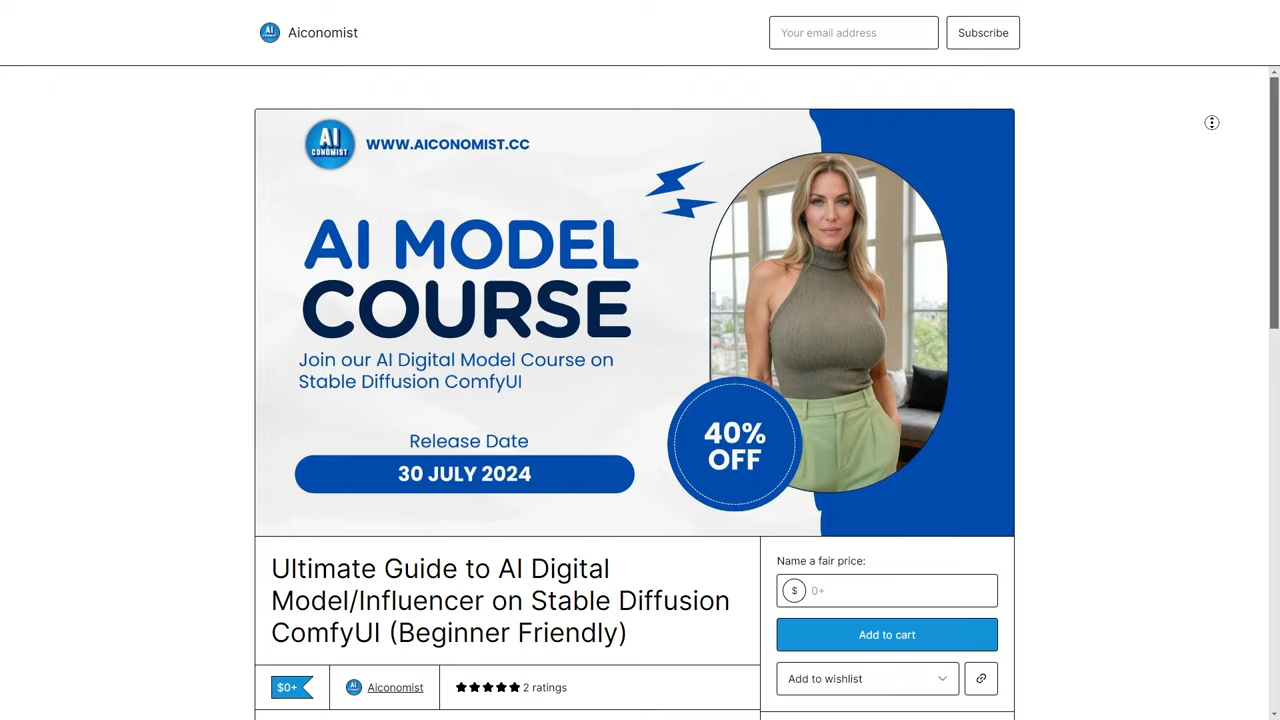 Aiconomist
Your email address
Subscribe
AI
CONOMIST
WWW.AICONOMIST.CC
AI MODEL
COURSE
Join our AI Digital Model Course on
Stable Diffusion ComfyUI
Release Date
30 JULY 2024
40%
OFF
Ultimate Guide to AI Digital
Model/Influencer on Stable Diffusion
ComfyUI (Beginner Friendly)
$0+
Aiconomist
2 ratings
Name a fair price:
$
0+
Add to cart
Add to wishlist